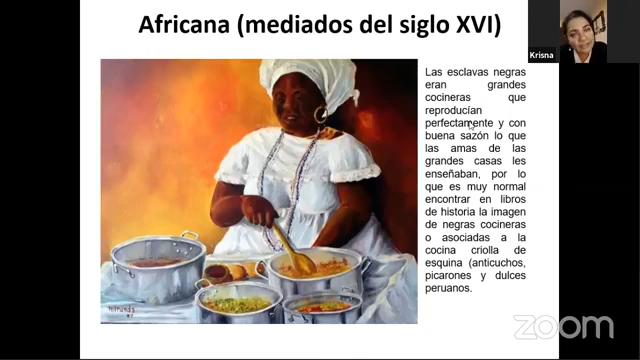 Africana (mediados del siglo XVI)
Krisna
Las esclavas negras
eran grandes
cocineras que
reproducían
perfectamente y con
buena sazón lo que
las amas de las
grandes casas les
enseñaban, por lo
que es muy normal
encontrar en libros
de historia la imagen
de negras cocineras
o asociadas a la
cocina criolla de
esquina (anticuchos,
picarones y dulces
peruanos.
zoom